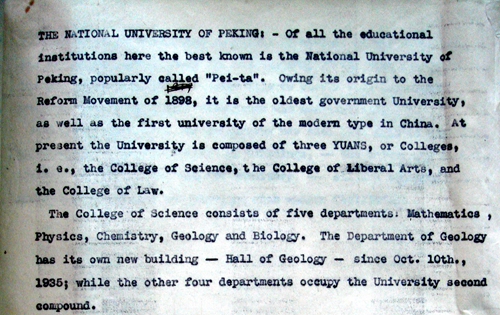 THE NATIONAL UNIVERSITY OF PEKING: - Of all the educational
institutions here the best known is the National University of
Peking, popularly called "Pei-ta". Owing its origin to the
Reform Movement of 1898, it is the oldest government University,
as well as the first university of the modern type in China. At
present the University is composed of three YUANS, or Colleges,
i. e., the College of Science, the College of Liberal Arts, and
the College of Law.
The College of Science consists of five departments: Mathematics,
Physics, Chemistry, Geology and Biology. The Department of Geology
has its own new building — Hall of Geology — since Oct. 10th.,
1935; while the other four departments occupy the University second
compound.